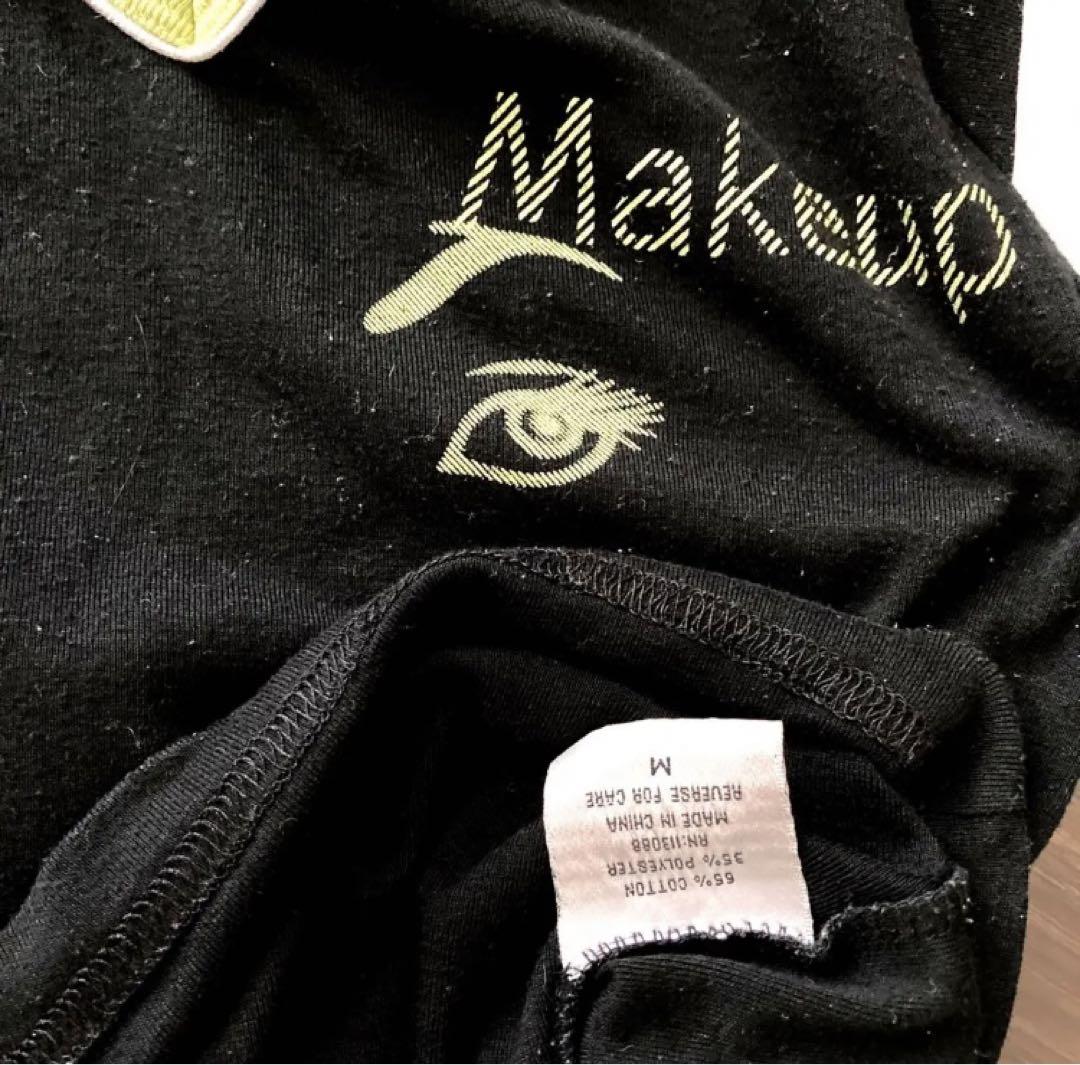 Makeup
65% COTTON
35% POLYESTER
RN:113088
MADE IN CHINA
REVERSE FOR CARE
M